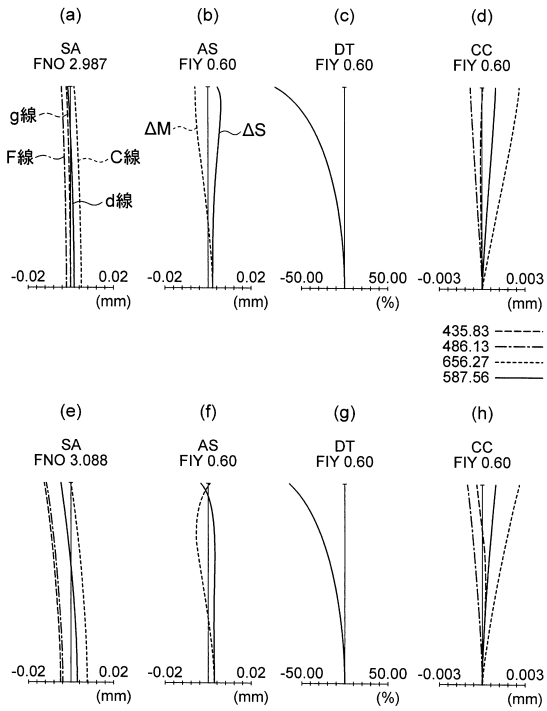 (a)
SA
FNO 2.987
g線
F線
C線
d線
-0.02
0.02
(mm)
(b)
AS
FIY 0.60
ΔM
ΔS
-0.02
0.02
(mm)
(c)
DT
FIY 0.60
-50.00
50.00
(%)
(d)
CC
FIY 0.60
-0.003
0.003
(mm)
435.83
486.13
656.27
587.56
(e)
SA
FNO 3.088
-0.02
0.02
(mm)
(f)
AS
FIY 0.60
-0.02
0.02
(mm)
(g)
DT
FIY 0.60
-50.00
50.00
(%)
(h)
CC
FIY 0.60
-0.003
0.003
(mm)